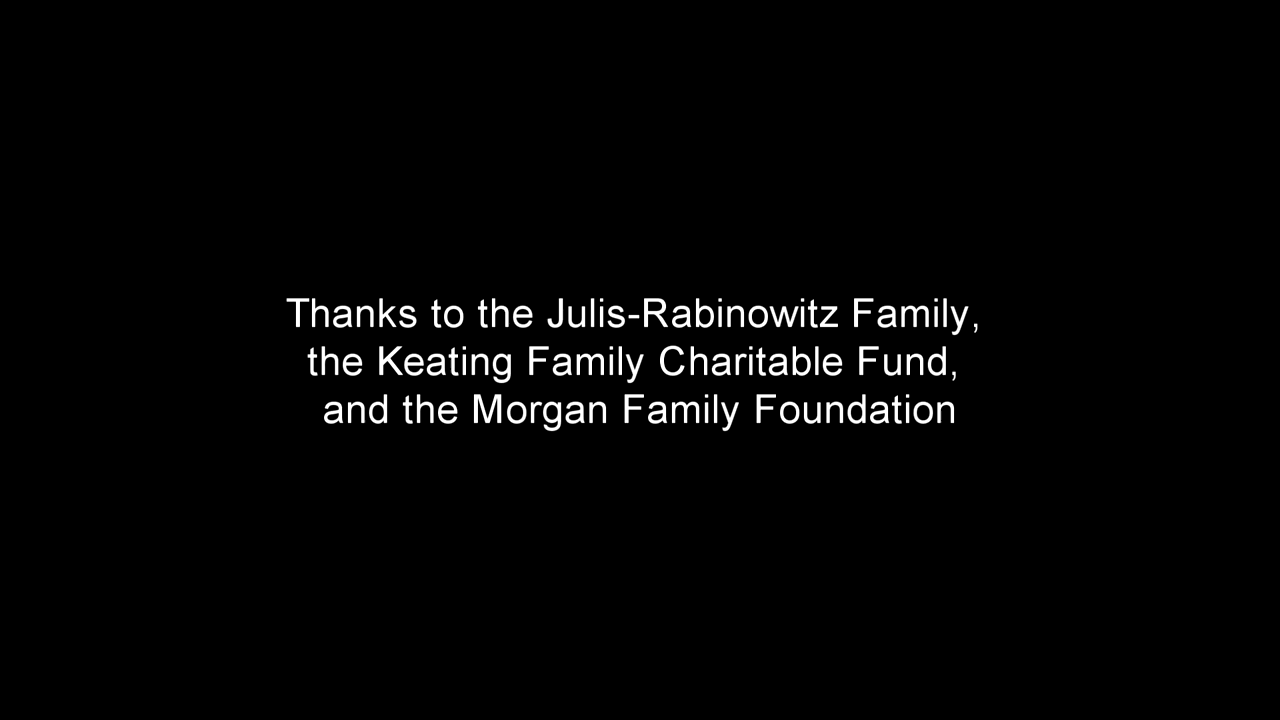 Thanks to the Julis-Rabinowitz Family,
the Keating Family Charitable Fund,
and the Morgan Family Foundation